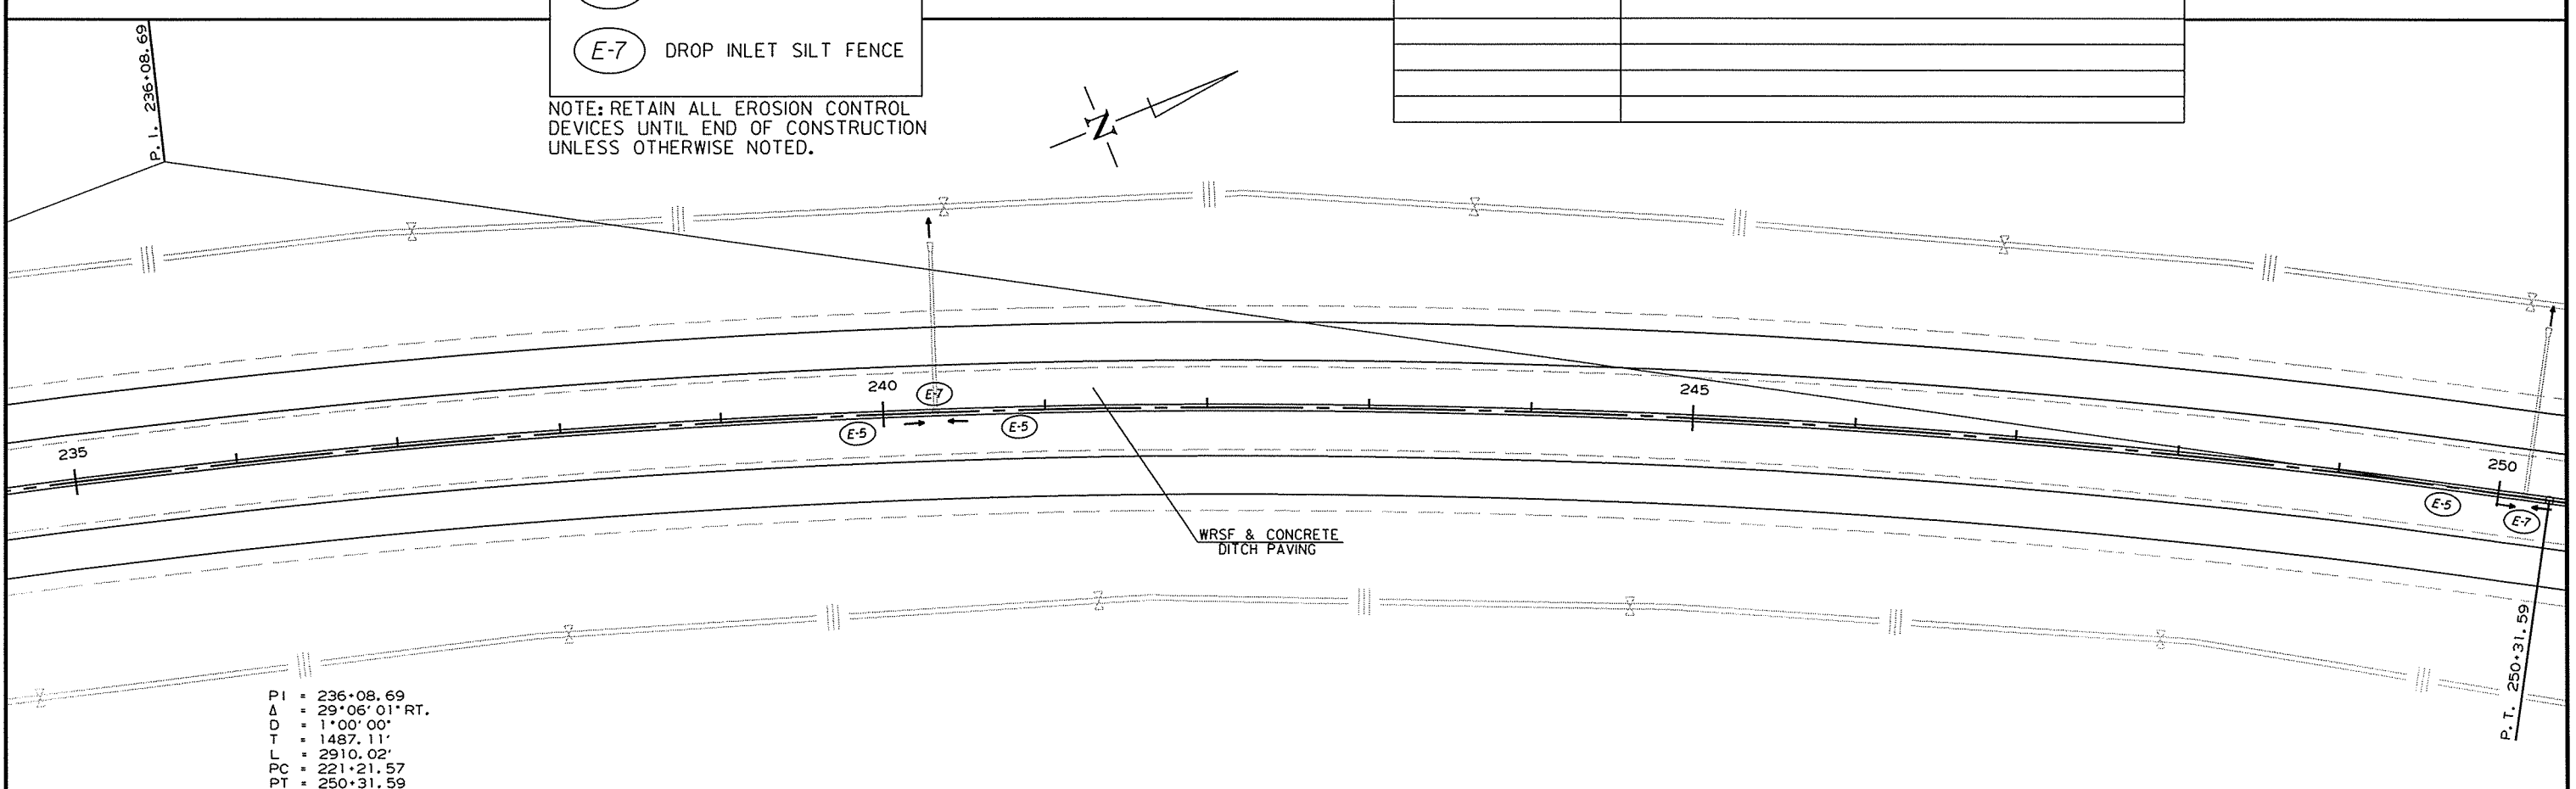 P.I. 236+08.69
E-7 DROP INLET SILT FENCE
NOTE: RETAIN ALL EROSION CONTROL
DEVICES UNTIL END OF CONSTRUCTION
UNLESS OTHERWISE NOTED.
N
240
E-7
245
E-5
E-5
235
250
E-5
E-7
WRSF & CONCRETE
DITCH PAVING
P.T. 250+31.59
PI = 236+08.69
Δ = 29°06'01" RT.
D = 1°00'00"
T = 1487.11'
L = 2910.02'
PC = 221+21.57
PT = 250+31.59